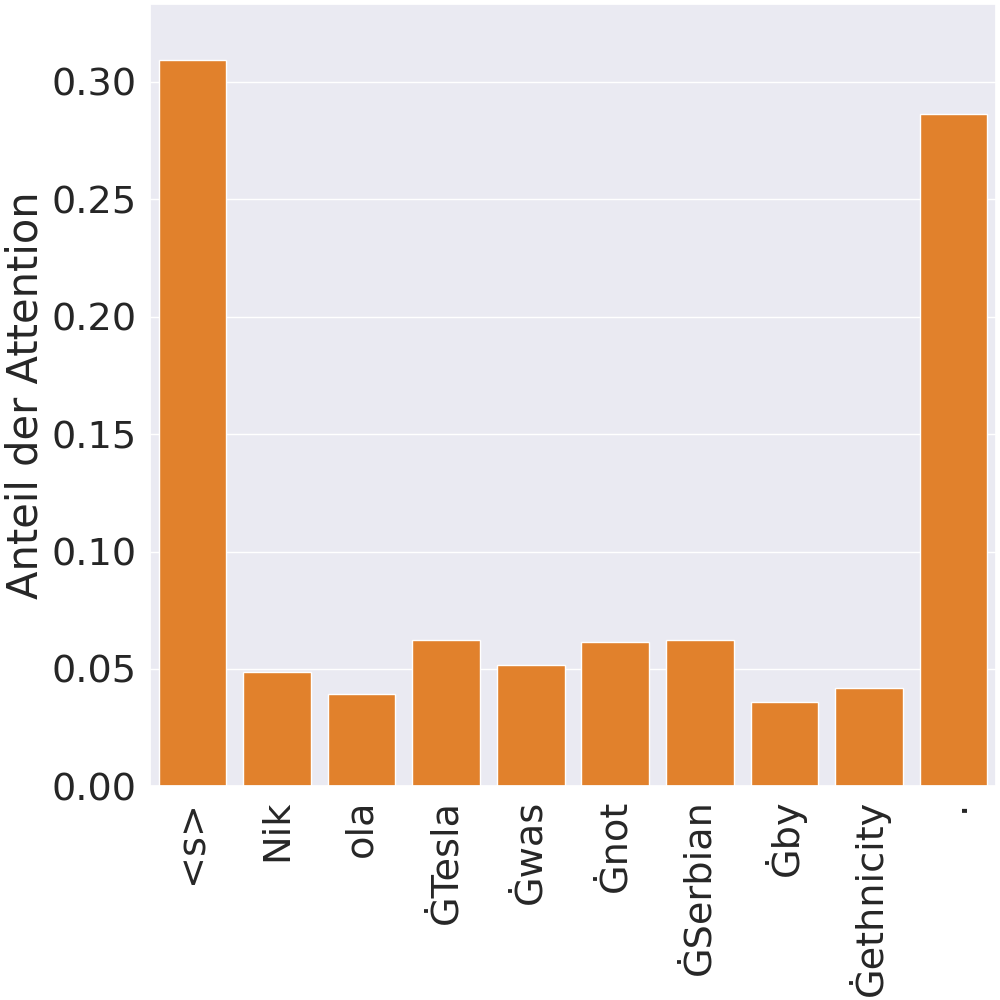 Anteil der Attention
0.30
0.25
0.20
0.15
0.10
0.05
0.00
<s>
Nik
ola
ĠTesla
Ġwas
Ġnot
ĠSerbian
Ġby
Ġethnicity
.